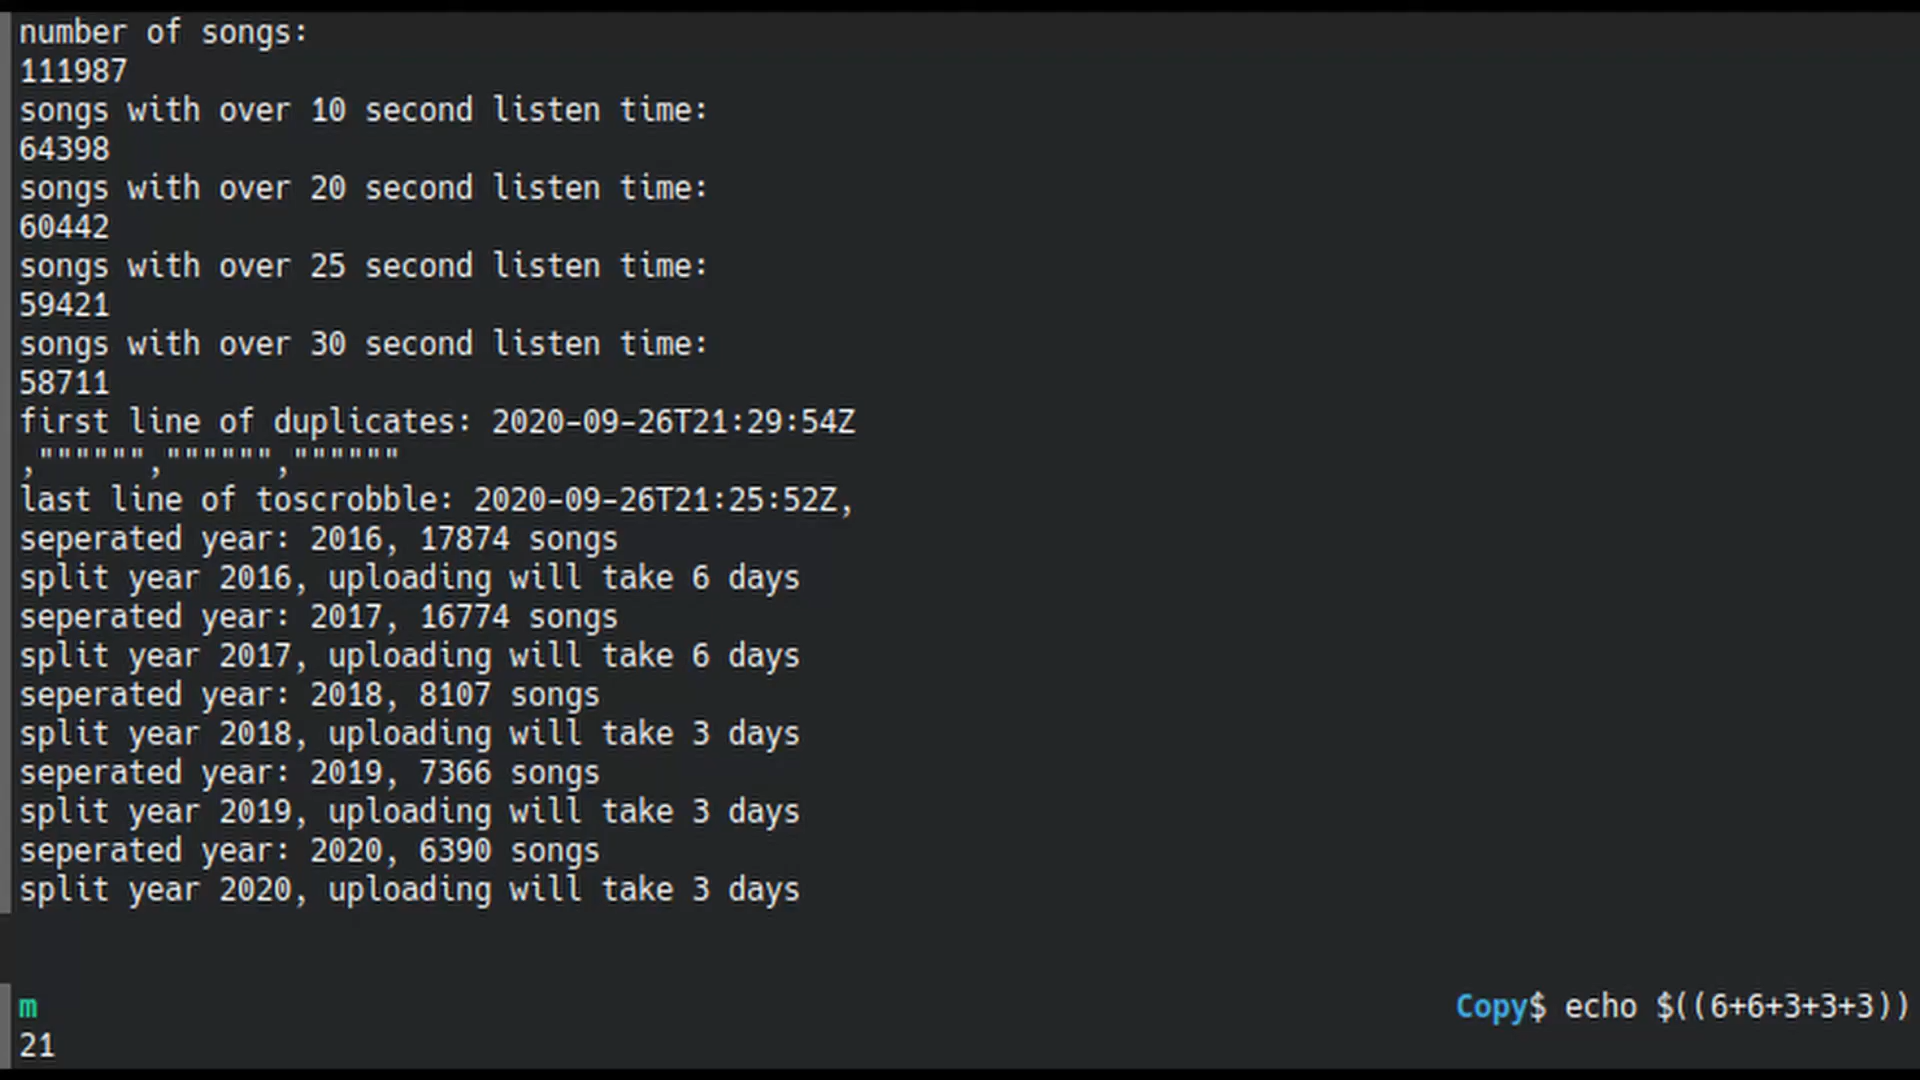 number of songs:
111987
songs with over 10 second listen time:
64398
songs with over 20 second listen time:
60442
songs with over 25 second listen time:
59421
songs with over 30 second listen time:
58711
first line of duplicates: 2020-09-26T21:29:54Z
,"""""","""""",""""""
last line of toscrobble: 2020-09-26T21:25:52Z,
seperated year: 2016, 17874 songs
split year 2016, uploading will take 6 days
seperated year: 2017, 16774 songs
split year 2017, uploading will take 6 days
seperated year: 2018, 8107 songs
split year 2018, uploading will take 3 days
seperated year: 2019, 7366 songs
split year 2019, uploading will take 3 days
seperated year: 2020, 6390 songs
split year 2020, uploading will take 3 days
m Copy$ echo $((6+6+3+3+3))
21